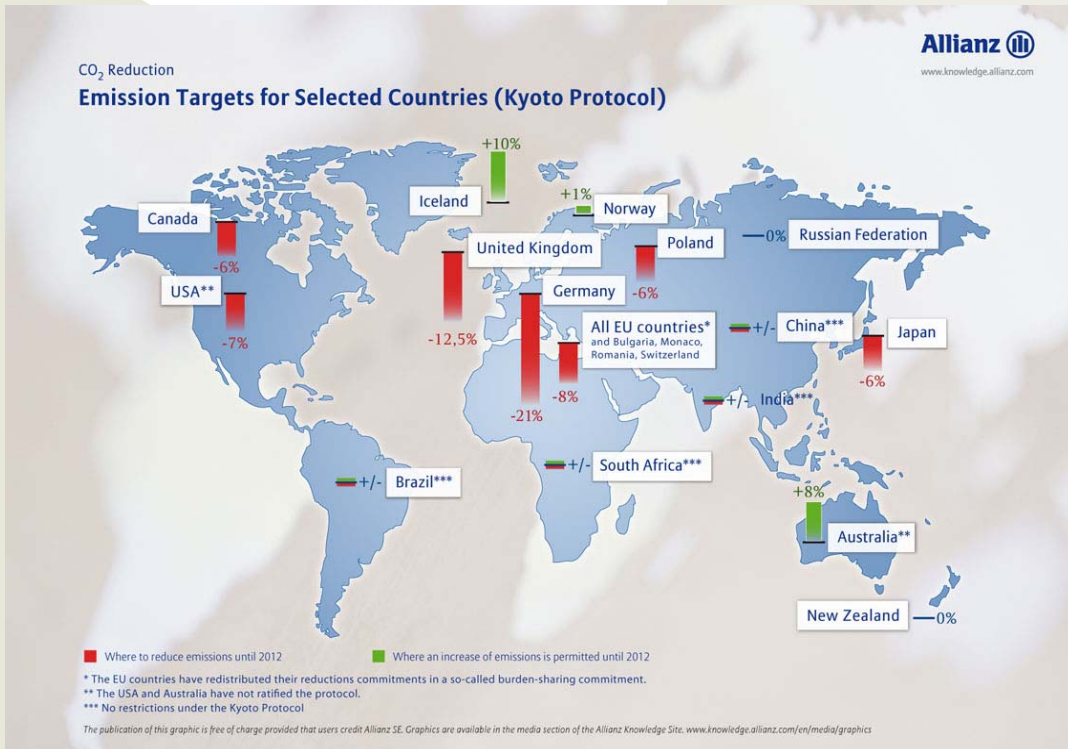 Allianz
www.knowledge.allianz.com
CO2 Reduction
Emission Targets for Selected Countries (Kyoto Protocol)
+10%
Iceland
+1%
Norway
Canada
-6%
United Kingdom
-12,5%
Poland
-6%
0% Russian Federation
USA**
-7%
Germany
-21%
All EU countries*
and Bulgaria, Monaco,
Romania, Switzerland
-8%
+/- China***
Japan
-6%
+/- India***
+/- South Africa***
+/- Brazil***
+8%
Australia**
New Zealand 0%
Where to reduce emissions until 2012
Where an increase of emissions is permitted until 2012
* The EU countries have redistributed their reductions commitments in a so-called burden-sharing commitment.
** The USA and Australia have not ratified the protocol.
*** No restrictions under the Kyoto Protocol
The publication of this graphic is free of charge provided that users credit Allianz SE. Graphics are available in the media section of the Allianz Knowledge Site. www.knowledge.allianz.com/en/media/graphics